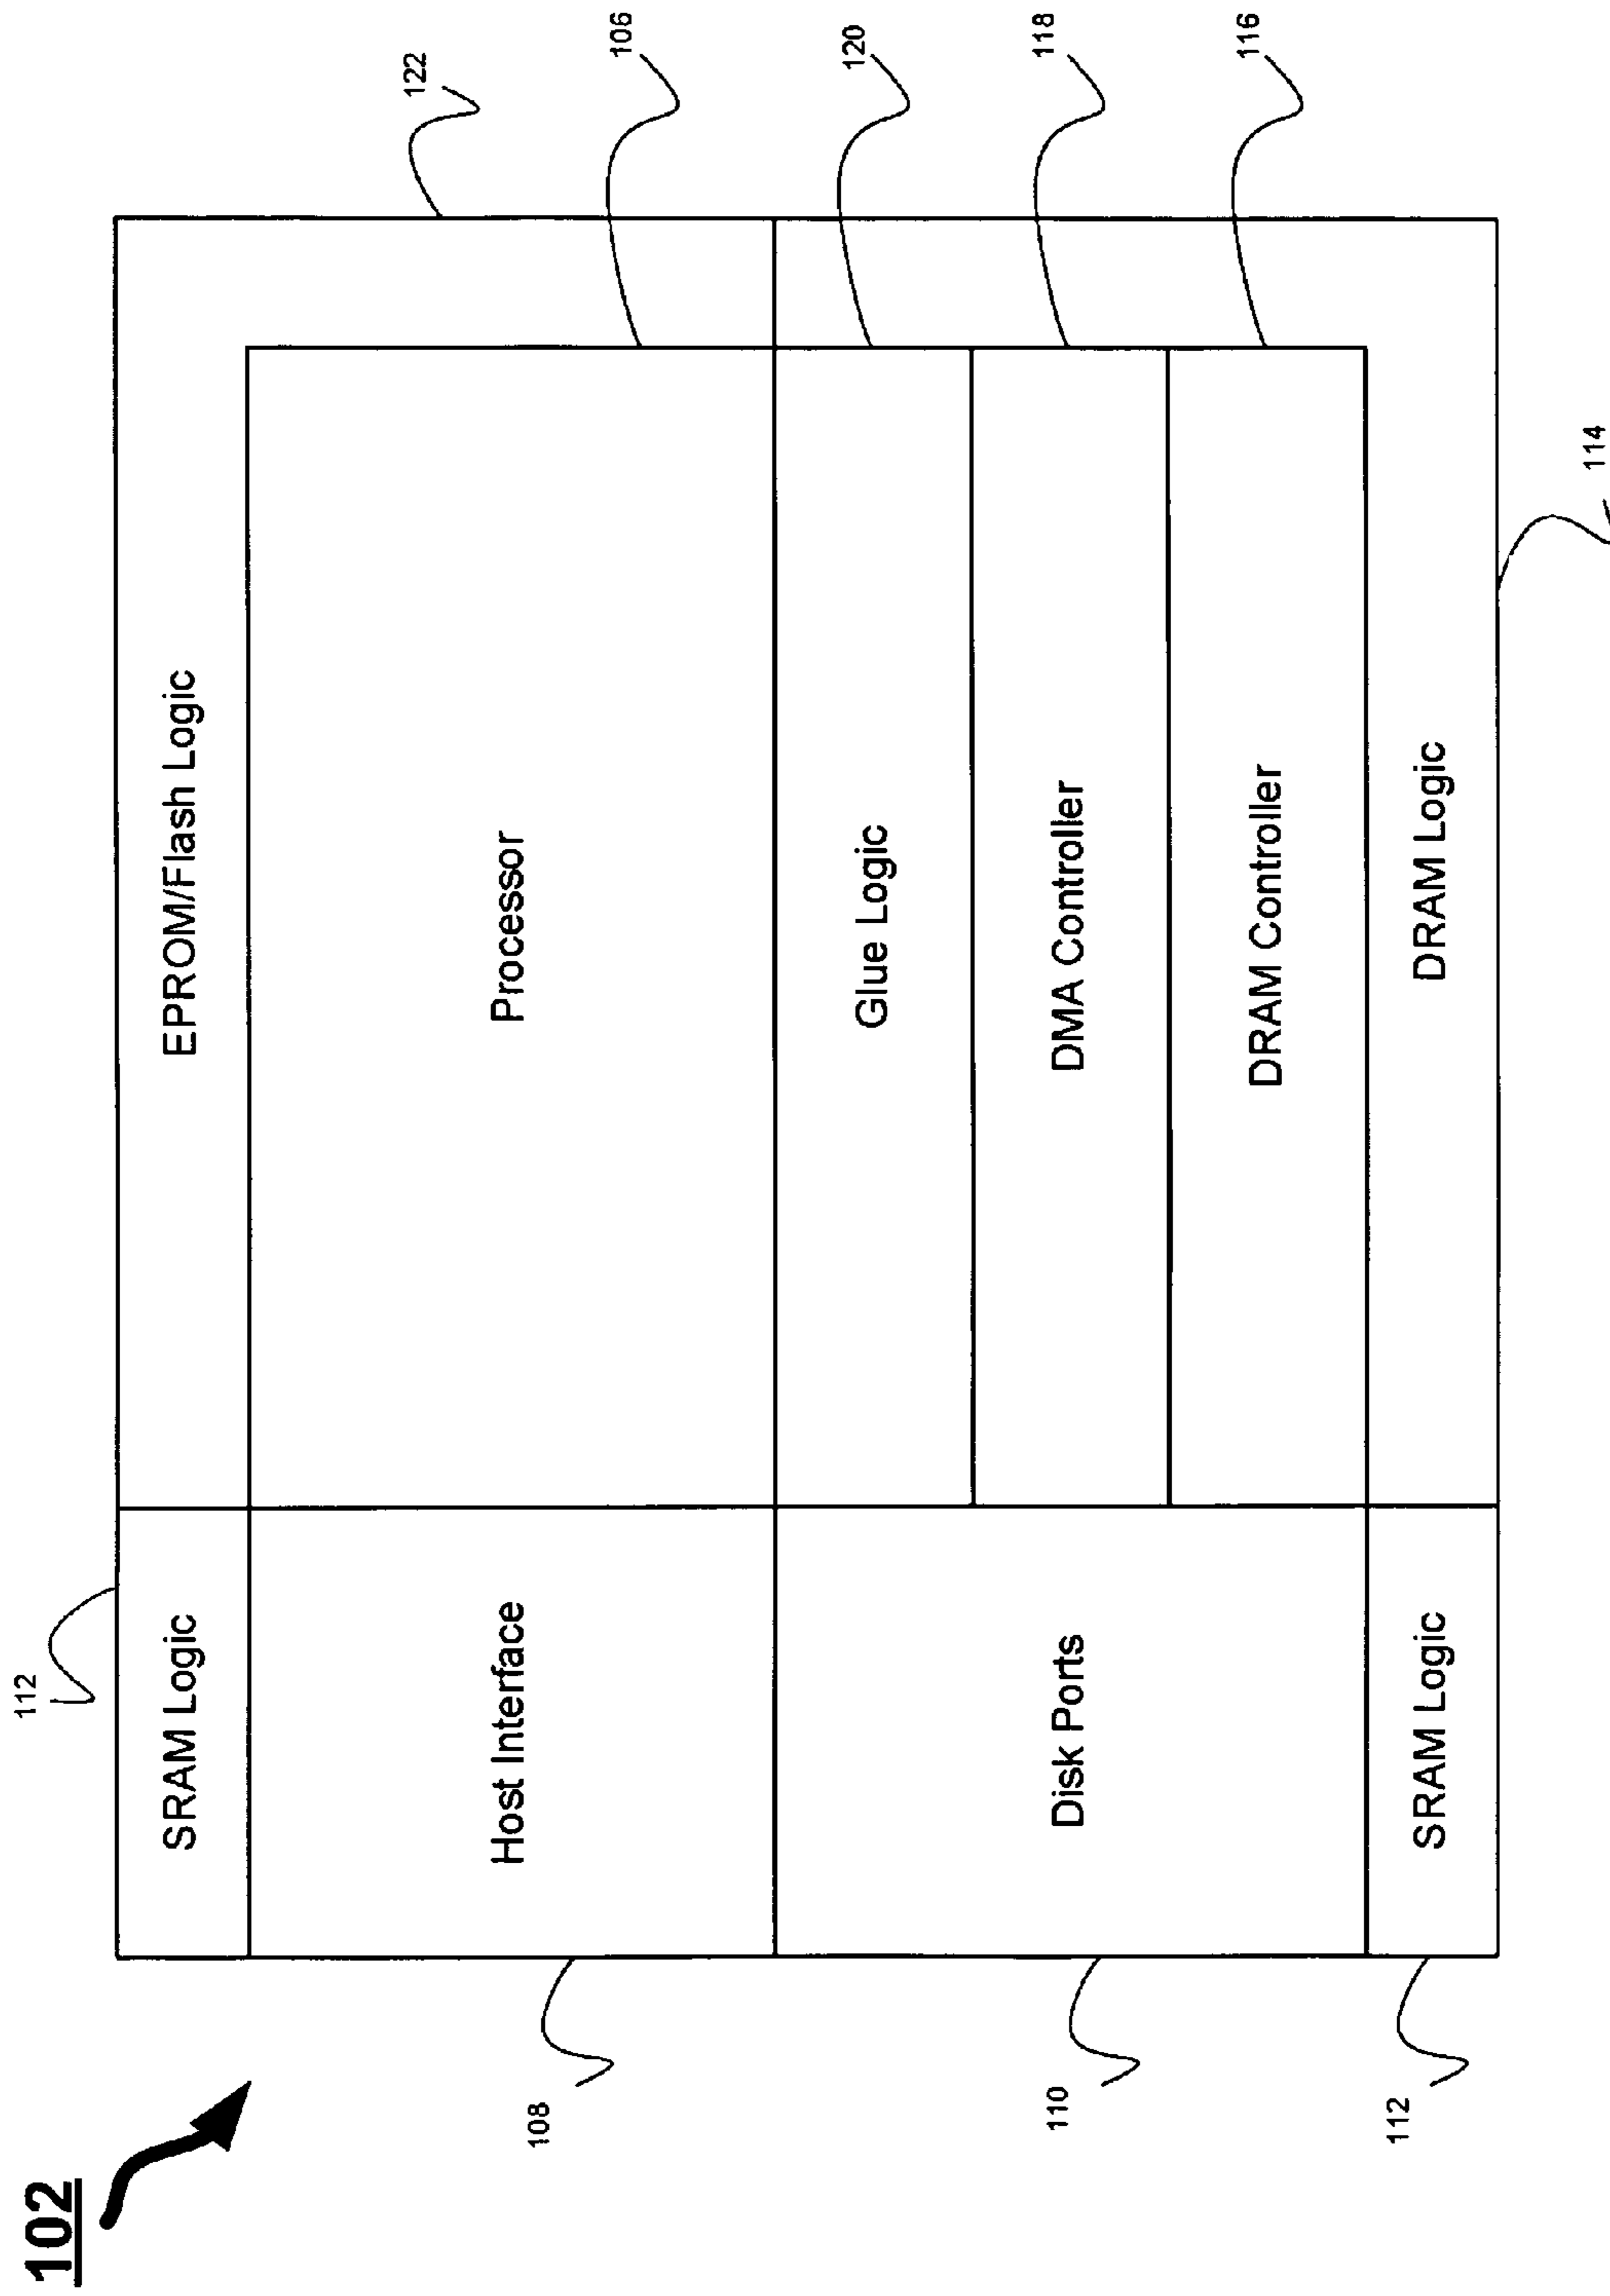 102
112
SRAM Logic
EPROM/Flash Logic
122
108
Host Interface
Processor
106
110
Disk Ports
Glue Logic
120
DMA Controller
118
DRAM Controller
116
112
SRAM Logic
DRAM Logic
114